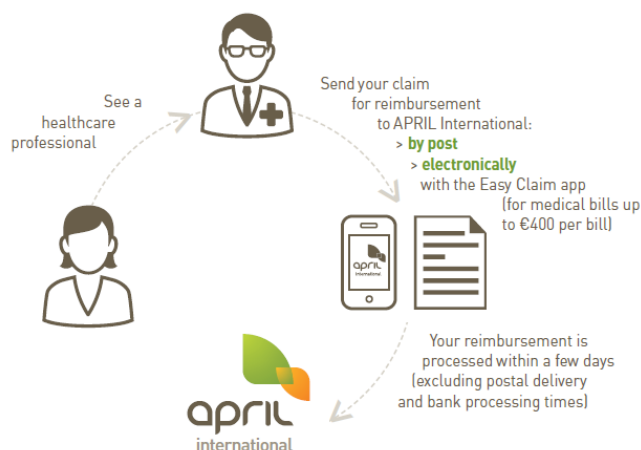 See a
healthcare
professional
Send your claim
for reimbursement
to APRIL International:
> by post
> electronically
with the Easy Claim app
(for medical bills up
to €400 per bill)
april
international
Your reimbursement is
processed within a few days
(excluding postal delivery
and bank processing times)
april
international